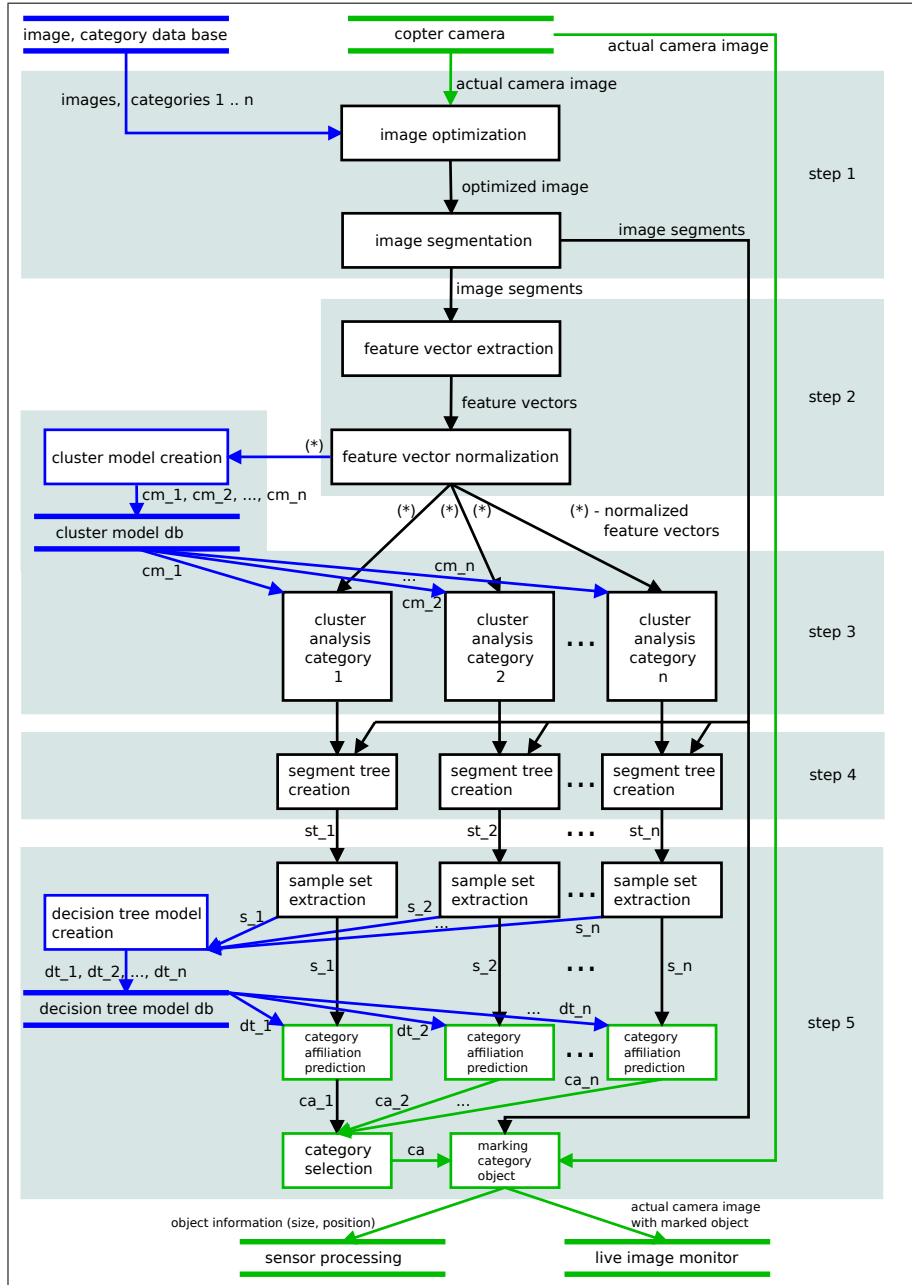 image, category data base
copter camera
actual camera image
actual camera image
images, categories 1 .. n
image optimization
step 1
optimized image
image segments
image segmentation
image segments
feature vector extraction
step 2
feature vectors
(*)
cluster model creation
feature vector normalization
cm_1, cm_2, ..., cm_n
(*)
(*)
(*)
(*) - normalized
feature vectors
cluster model db
cm_1
cm_n
...
cm_2
cluster
analysis
category
1
cluster
analysis
category
2
...
cluster
analysis
category
n
step 3
segment tree
creation
segment tree
creation
...
segment tree
creation
step 4
st_1
st_2
...
st_n
sample set
extraction
sample set
extraction
...
sample set
extraction
decision tree model
creation
s_1
s_2
...
s_n
dt_1, dt_2, ..., dt_n
s_1
s_2
...
s_n
decision tree model db
dt_1
dt_2
...
dt_n
step 5
category
affiliation
prediction
category
affiliation
prediction
...
category
affiliation
prediction
ca_1
ca_2
...
ca_n
category
selection
ca
marking
category
object
object information (size, position)
actual camera image
with marked object
sensor processing
live image monitor